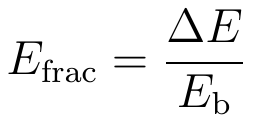 E_frac = ΔE / E_b